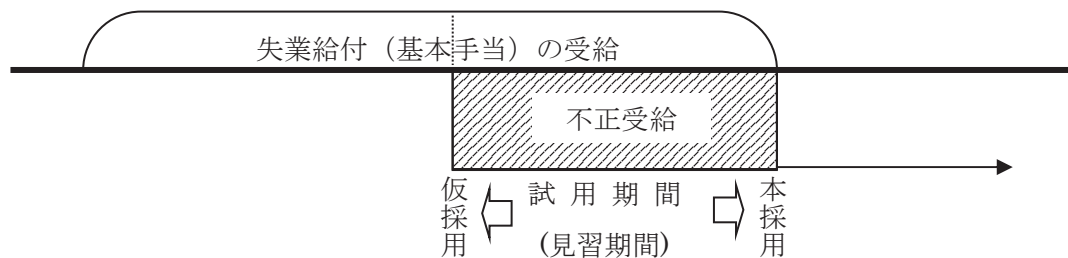 失業給付（基本手当）の受給
不正受給
仮採用
試用期間
(見習期間)
本採用